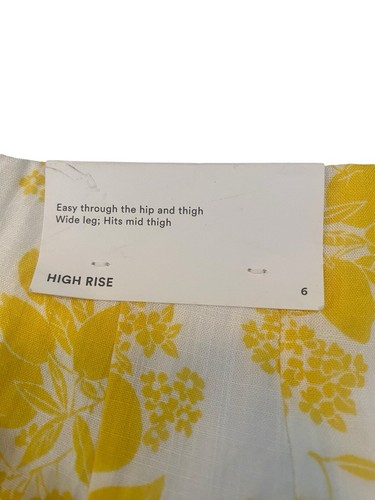 Easy through the hip and thigh
Wide leg; Hits mid thigh
HIGH RISE
6